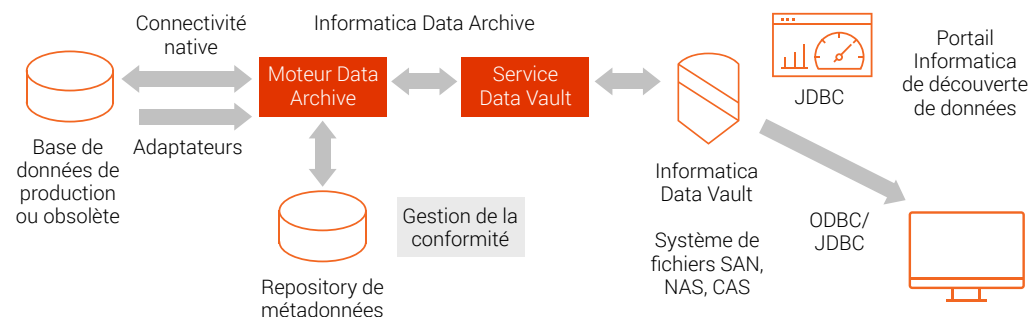 Connectivité
native
Informatica Data Archive
Moteur Data
Archive
Service
Data Vault
Adaptateurs
Base de
données de
production
ou obsolète
Repository de
métadonnées
Gestion de la
conformité
Informatica
Data Vault
Système de
fichiers SAN,
NAS, CAS
JDBC
Portail
Informatica
de découverte
de données
ODBC/
JDBC